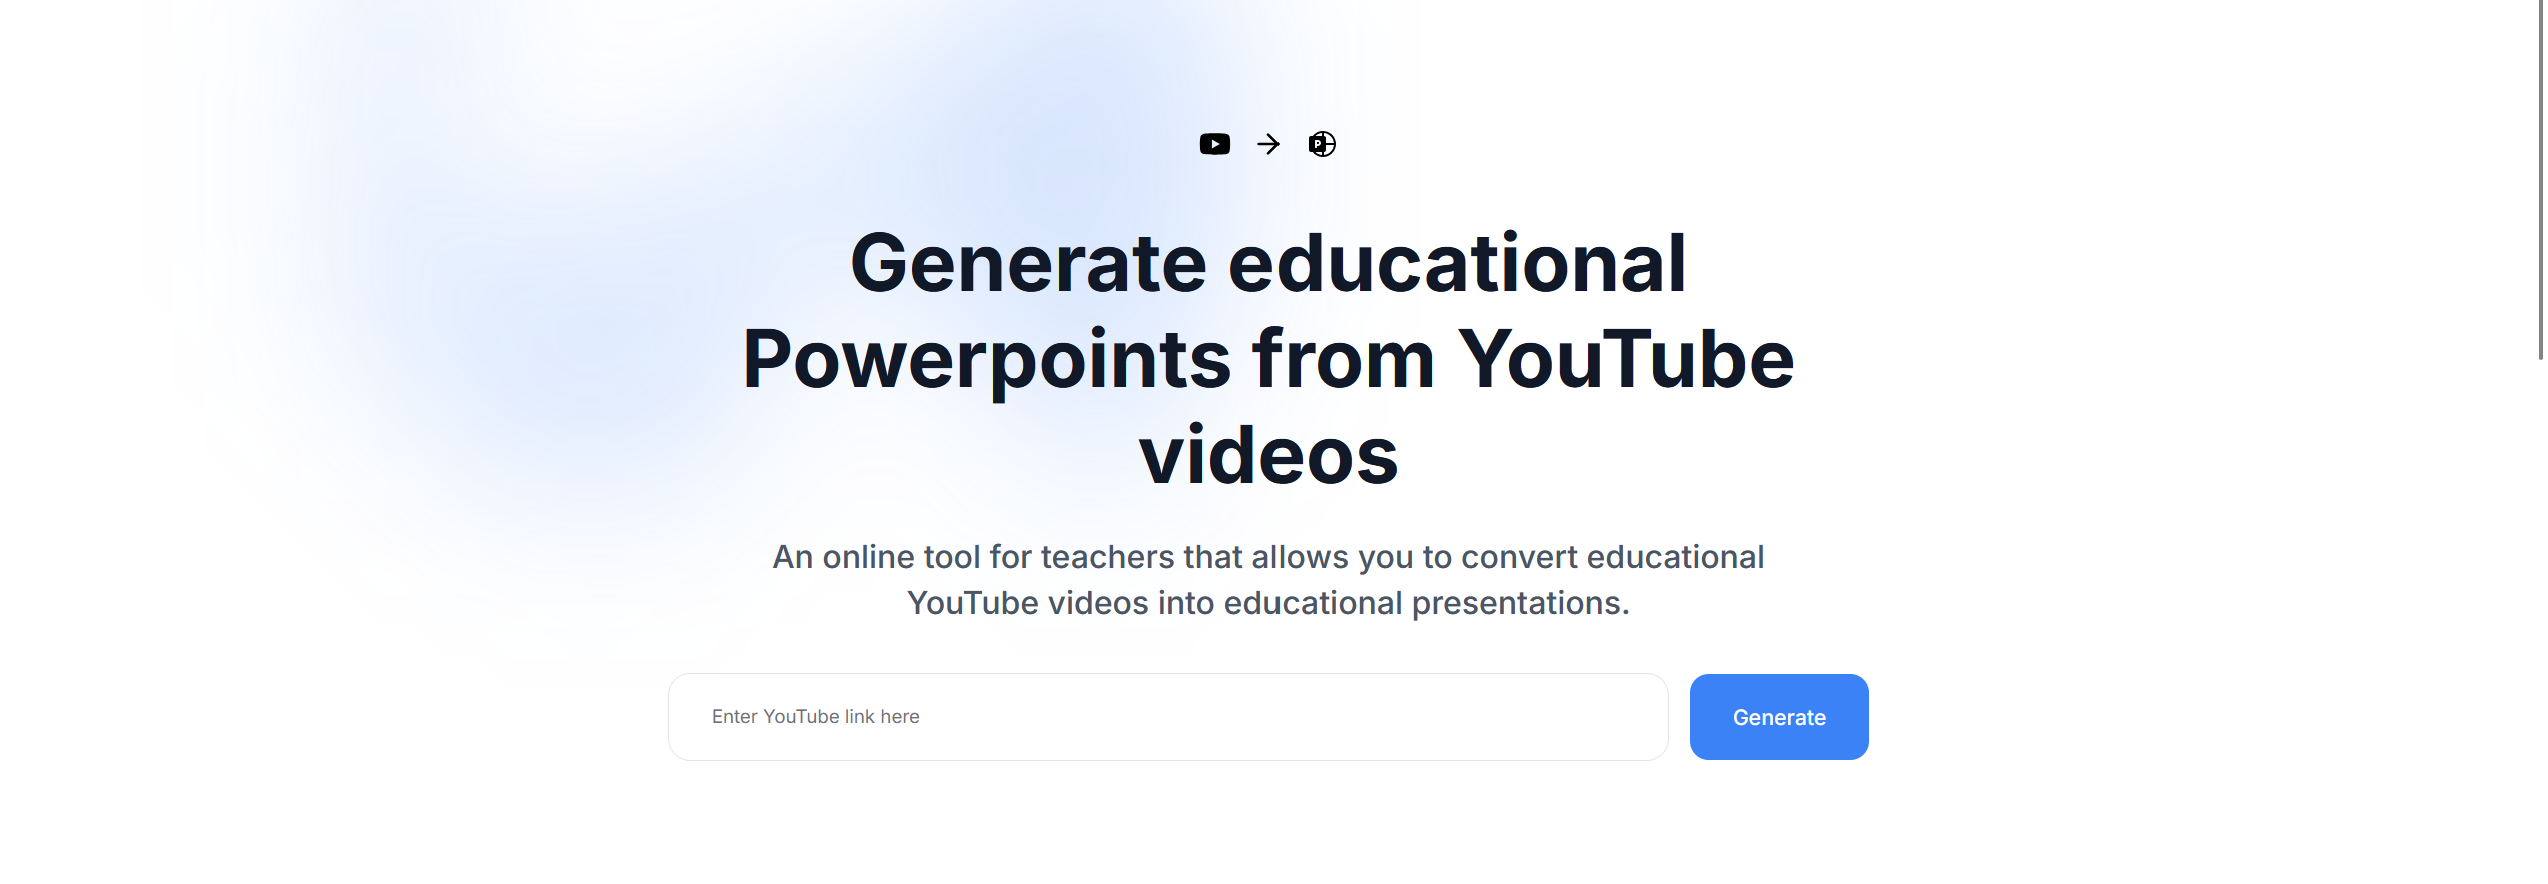 Generate educational
Powerpoints from YouTube
videos
An online tool for teachers that allows you to convert educational
YouTube videos into educational presentations.
Enter YouTube link here
Generate